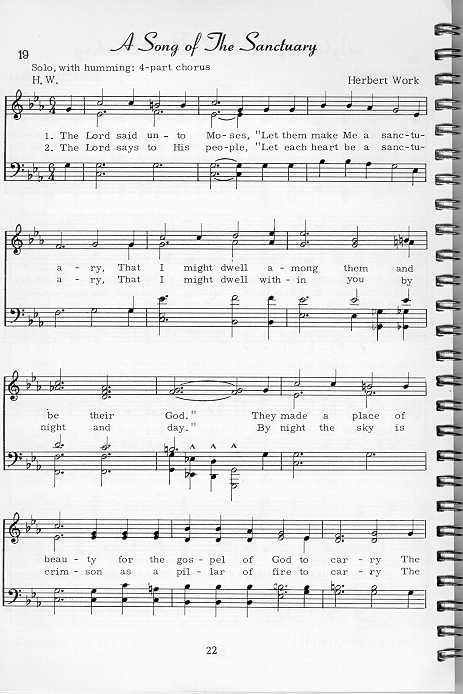 A Song of The Sanctuary
19
Solo, with humming: 4-part chorus
H. W. Herbert Work
1. The Lord said un - to Mo - ses, "Let them make Me a sanc-tu-
2. The Lord says to His peo-ple, "Let each heart be a sanc-tu-
a - ry, That I might dwell a - mong them and
a - ry, That I might dwell with - in you by
be their God." They made a place of
night and day." By night the sky is
beau - ty for the gos - pel of God to car - ry The
crim - son as a pil - lar of fire to car - ry The
22